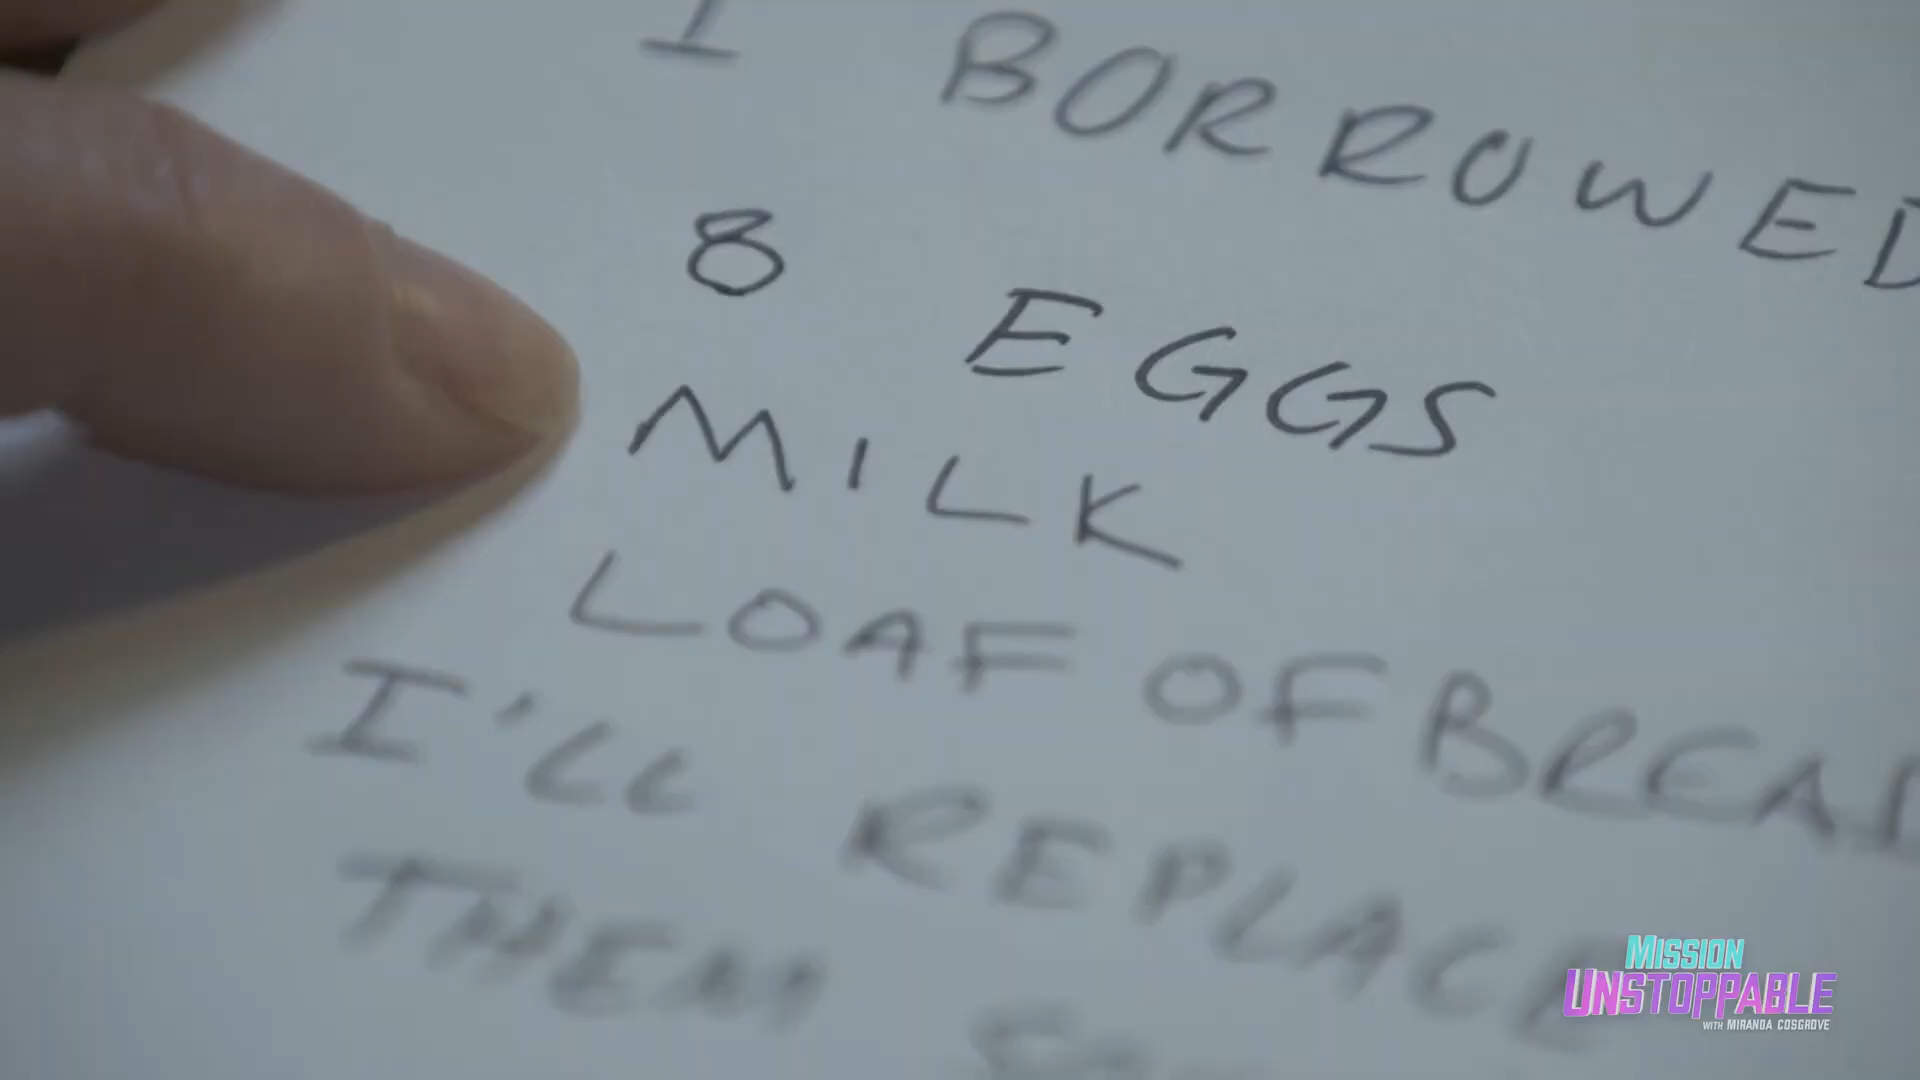 I BORROWED
8 EGGS
MILK
LOAF OF BREAD
I'LL REPLACE
THEM
MISSION
UNSTOPPABLE
WITH MIRANDA COSGROVE